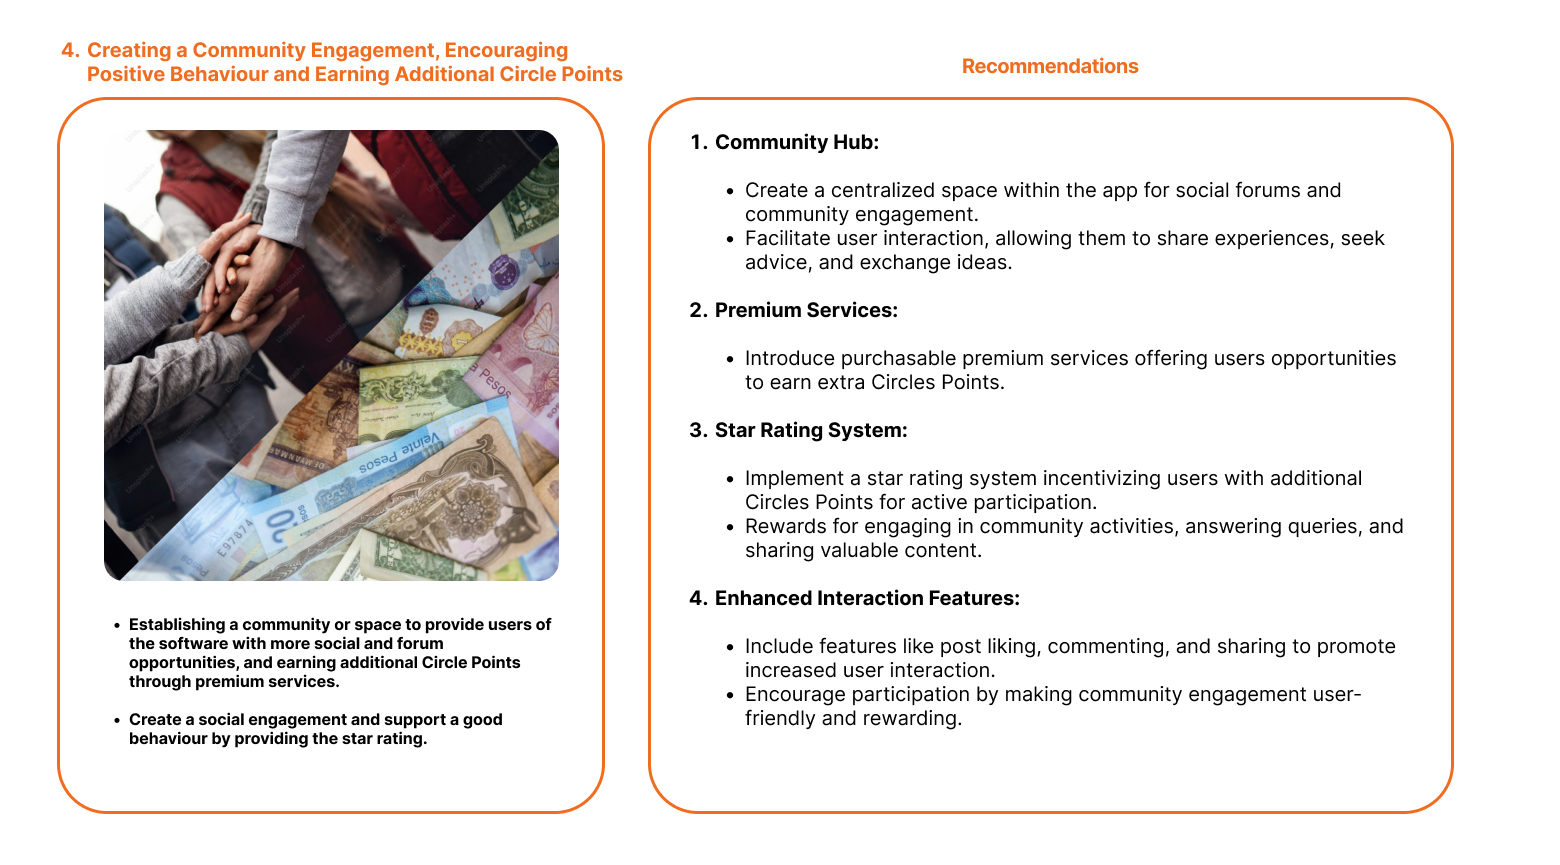 4. Creating a Community Engagement, Encouraging
Positive Behaviour and Earning Additional Circle Points
Veinte Pesos
Pesos
E97874
20
• Establishing a community or space to provide users of
the software with more social and forum
opportunities, and earning additional Circle Points
through premium services.
• Create a social engagement and support a good
behaviour by providing the star rating.
Recommendations
1. Community Hub:
• Create a centralized space within the app for social forums and
community engagement.
• Facilitate user interaction, allowing them to share experiences, seek
advice, and exchange ideas.
2. Premium Services:
• Introduce purchasable premium services offering users opportunities
to earn extra Circles Points.
3. Star Rating System:
• Implement a star rating system incentivizing users with additional
Circles Points for active participation.
• Rewards for engaging in community activities, answering queries, and
sharing valuable content.
4. Enhanced Interaction Features:
• Include features like post liking, commenting, and sharing to promote
increased user interaction.
• Encourage participation by making community engagement user-
friendly and rewarding.